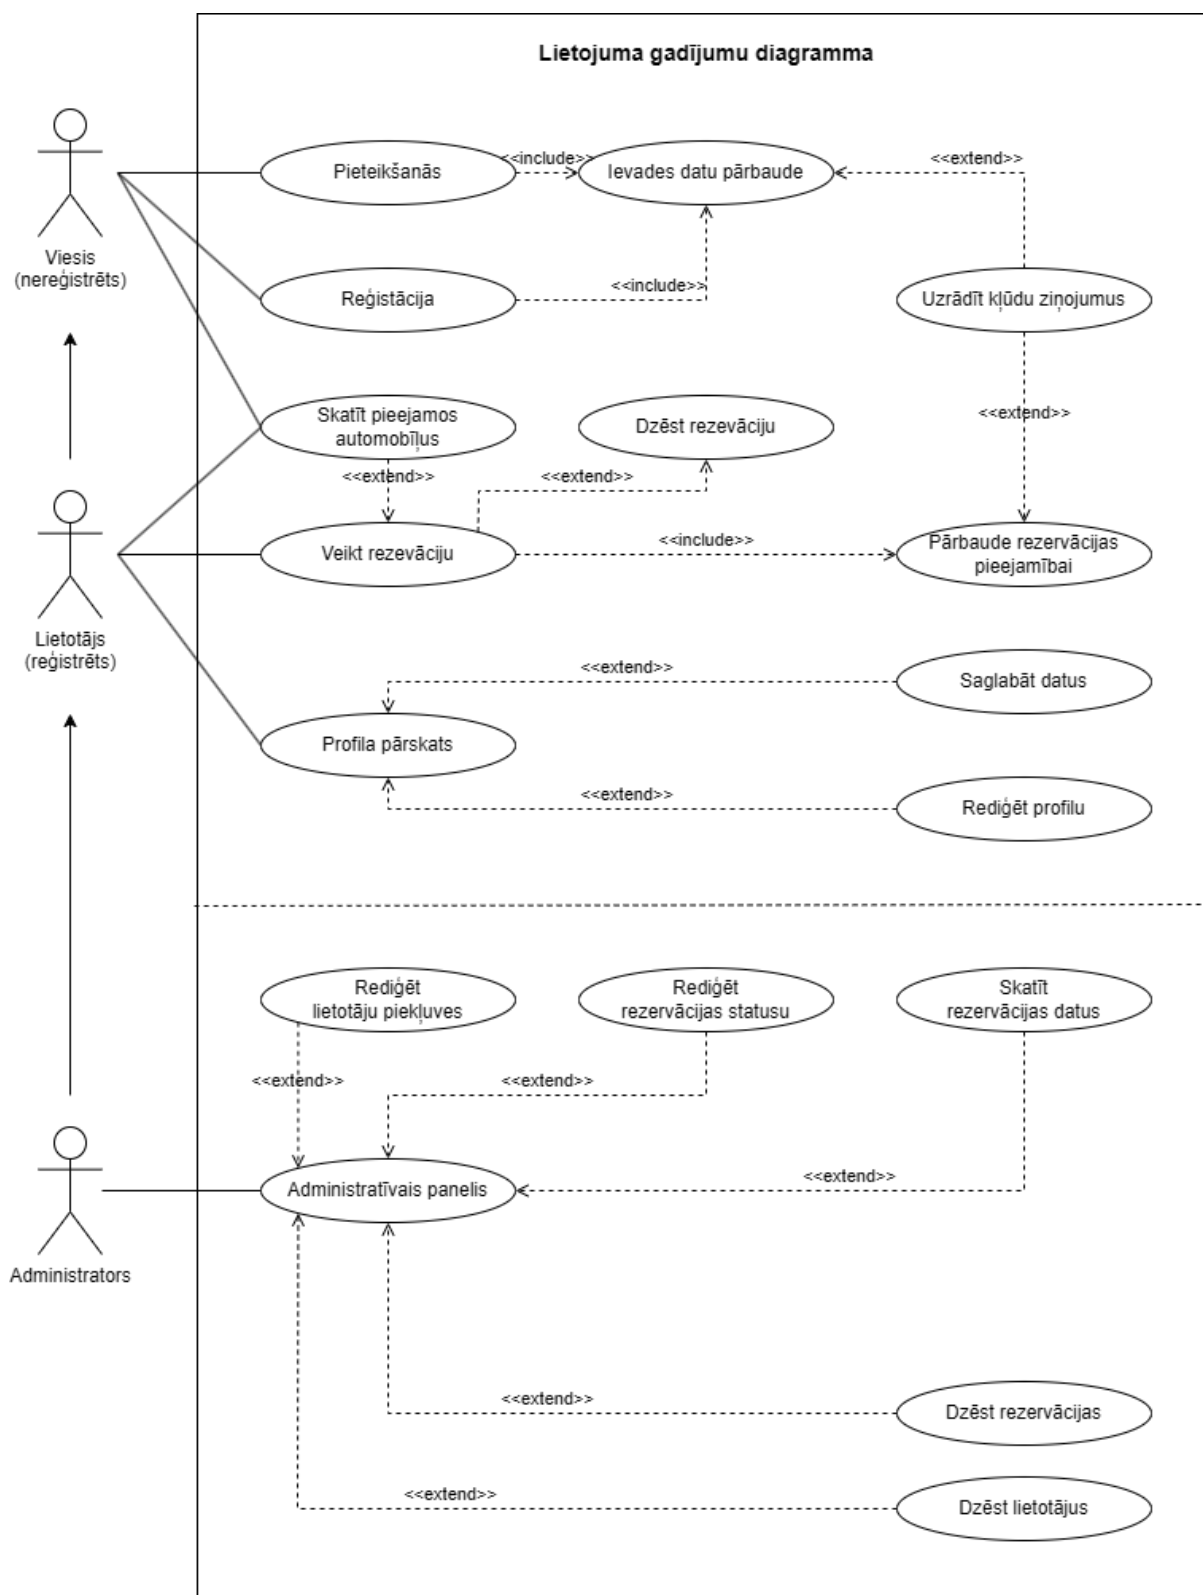 Lietojuma gadījumu diagramma
Viesis
(nereģistrēts)
Pieteikšanās
<<include>>
Ievades datu pārbaude
<<extend>>
Reģistācija
<<include>>
Uzrādīt kļūdu ziņojumus
<<extend>>
Skatīt pieejamos
automobīļus
<<extend>>
Dzēst rezevāciju
<<extend>>
Lietotājs
(reģistrēts)
Veikt rezevāciju
<<include>>
Pārbaude rezervācijas
pieejamībai
<<extend>>
Saglabāt datus
Profila pārskats
<<extend>>
Rediģēt profilu
Rediģēt
lietotāju piekļuves
Rediģēt
rezervācijas statusu
Skatīt
rezervācijas datus
<<extend>>
<<extend>>
<<extend>>
Administrators
Administratīvais panelis
<<extend>>
Dzēst rezervācijas
<<extend>>
Dzēst lietotājus